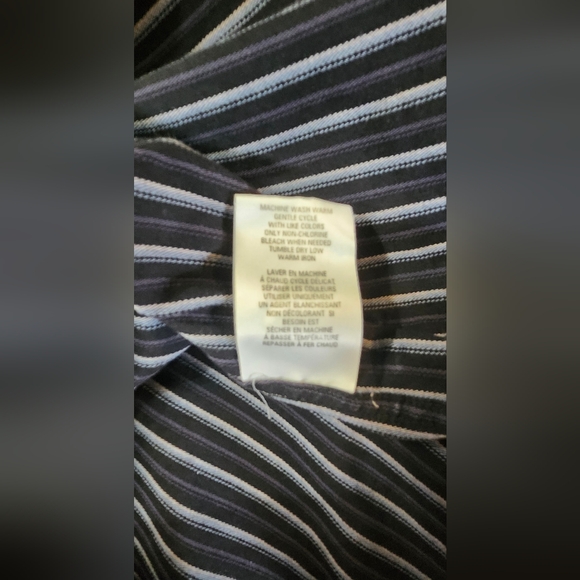 MACHINE WASH WARM
GENTLE CYCLE
WITH LIKE COLORS
ONLY NON-CHLORINE
BLEACH WHEN NEEDED
TUMBLE DRY LOW
WARM IRON
LAVER EN MACHINE
À CHAUD CYCLE DÉLICAT.
SÉPARER LES COULEURS
UTILISER UNIQUEMENT
UN AGENT BLANCHISSANT
NON DÉCOLORANT SI
BESOIN EST
SÉCHER EN MACHINE
À BASSE TEMPÉRATURE
REPASSER À FER CHAUD